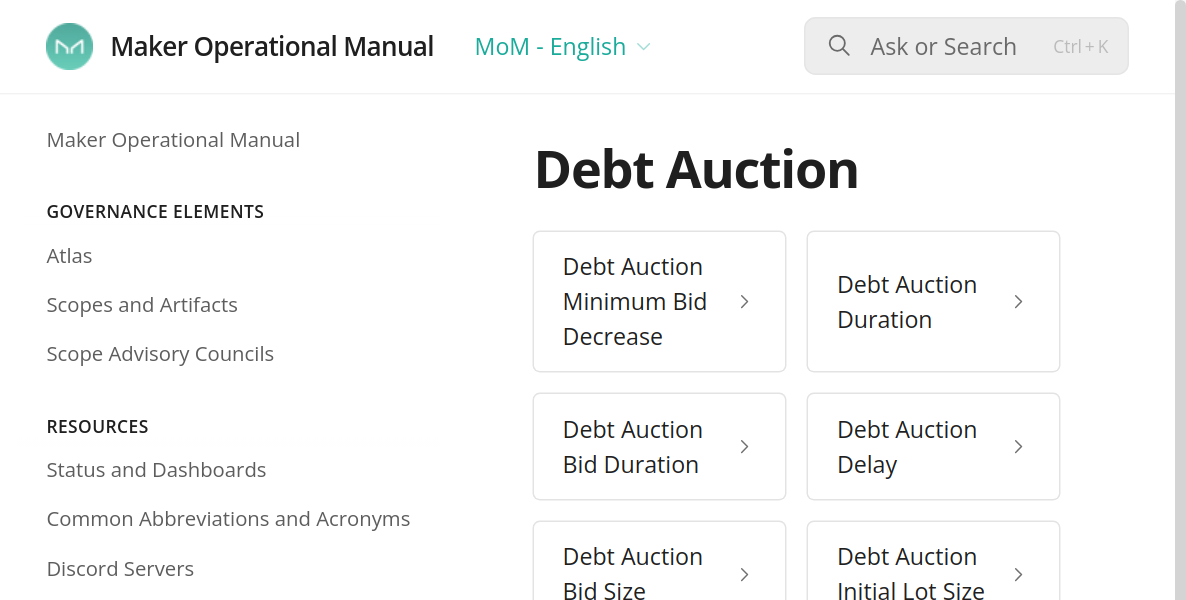 Maker Operational Manual
MoM - English
Ask or Search
Ctrl + K
Maker Operational Manual
GOVERNANCE ELEMENTS
Atlas
Scopes and Artifacts
Scope Advisory Councils
RESOURCES
Status and Dashboards
Common Abbreviations and Acronyms
Discord Servers
Debt Auction
Debt Auction
Minimum Bid
Decrease
Debt Auction
Duration
Debt Auction
Bid Duration
Debt Auction
Delay
Debt Auction
Bid Size
Debt Auction
Initial Lot Size